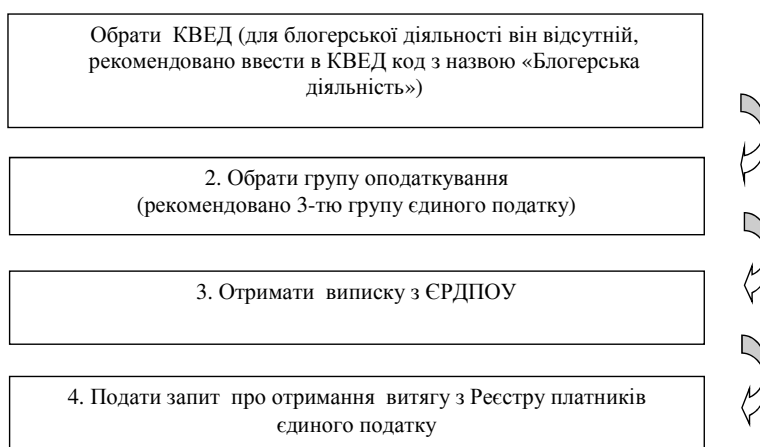 Обрати КВЕД (для блогерської діяльності він відсутній,
рекомендовано ввести в КВЕД код з назвою «Блогерська
діяльність»)
2. Обрати групу оподаткування
(рекомендовано 3-тю групу єдиного податку)
3. Отримати виписку з ЄРДПОУ
4. Подати запит про отримання витягу з Реєстру платників
єдиного податку